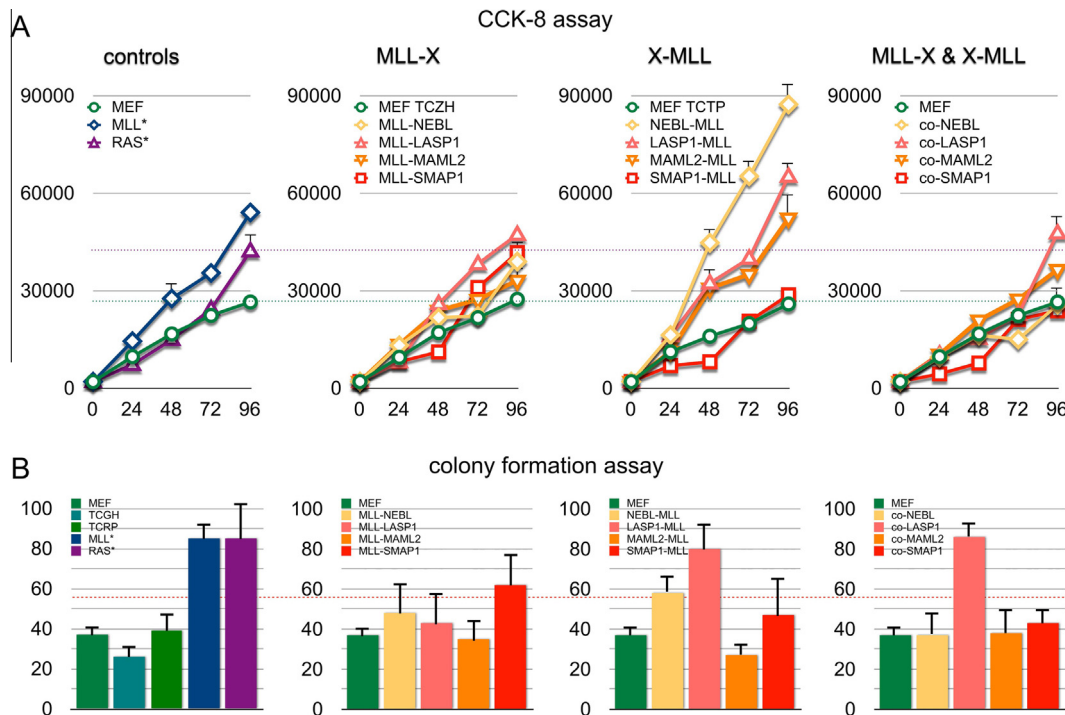 A
CCK-8 assay
controls
MLL-X
X-MLL
MLL-X & X-MLL
90000
60000
30000
0
MEF
MLL*
RAS*
0 24 48 72 96
90000
60000
30000
0
MEF TCZH
MLL-NEBL
MLL-LASP1
MLL-MAML2
MLL-SMAP1
0 24 48 72 96
90000
60000
30000
0
MEF TCTP
NEBL-MLL
LASP1-MLL
MAML2-MLL
SMAP1-MLL
0 24 48 72 96
90000
60000
30000
0
MEF
co-NEBL
co-LASP1
co-MAML2
co-SMAP1
0 24 48 72 96
B
colony formation assay
100
80
60
40
20
0
MEF
TCGH
TCRP
MLL*
RAS*
100
80
60
40
20
0
MEF
MLL-NEBL
MLL-LASP1
MLL-MAML2
MLL-SMAP1
100
80
60
40
20
0
MEF
NEBL-MLL
LASP1-MLL
MAML2-MLL
SMAP1-MLL
100
80
60
40
20
0
MEF
co-NEBL
co-LASP1
co-MAML2
co-SMAP1